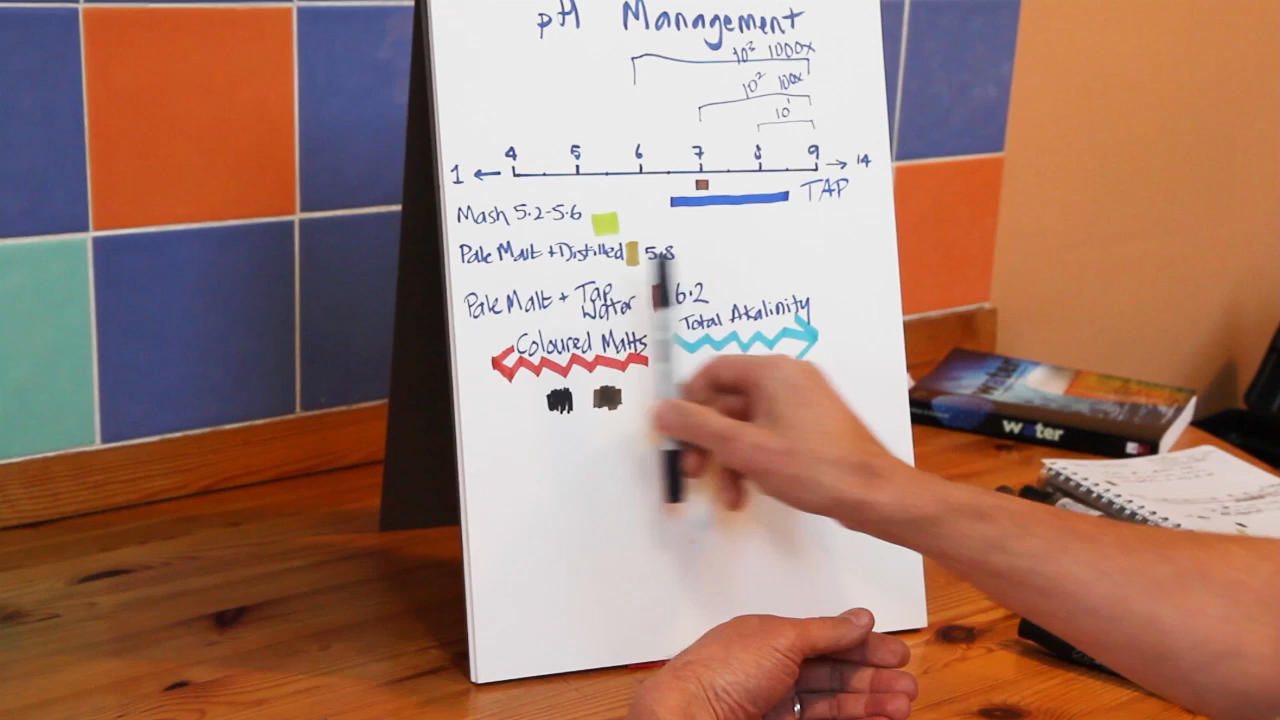 pH Management
10³ 1000x
10² 100x
10¹
4 5 6 7 8 9
1 ← → 14
TAP
Mash 5.2-5.6
Pale Malt + Distilled 5.8
Pale Malt + Tap Water 6.2
Total Akalinity
Coloured Malts
water